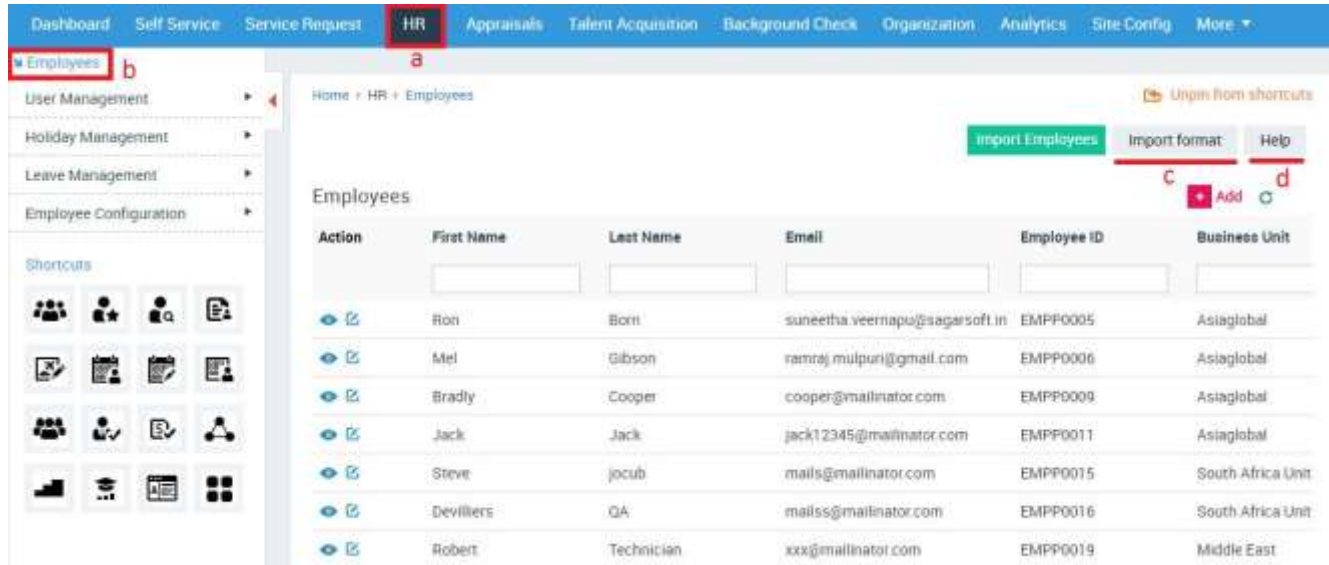 Dashboard Self Service Service Request HR Appraisals Talent Acquisition Background Check Organization Analytics Site Config More
a
Employees
b
User Management
Holiday Management
Leave Management
Employee Configuration
Shortcuts
Home HR Employees
Unpin from shortcuts
Import Employees Import format Help
c d
Employees
+ Add
Action First Name Last Name Email Employee ID Business Unit
Ron Born suneetha.veernapu@sagarsoft.in EMPP0005 Asiaglobal
Mel Gibson ramraj.mulpuri@gmail.com EMPP0006 Asiaglobal
Bradly Cooper cooper@mailinator.com EMPP0009 Asiaglobal
Jack Jack jack12345@mailinator.com EMPP0011 Asiaglobal
Steve jocub mails@mailinator.com EMPP0015 South Africa Unit
Devilliers QA mailss@mailinator.com EMPP0016 South Africa Unit
Robert Technician xxx@mailinator.com EMPP0019 Middle East